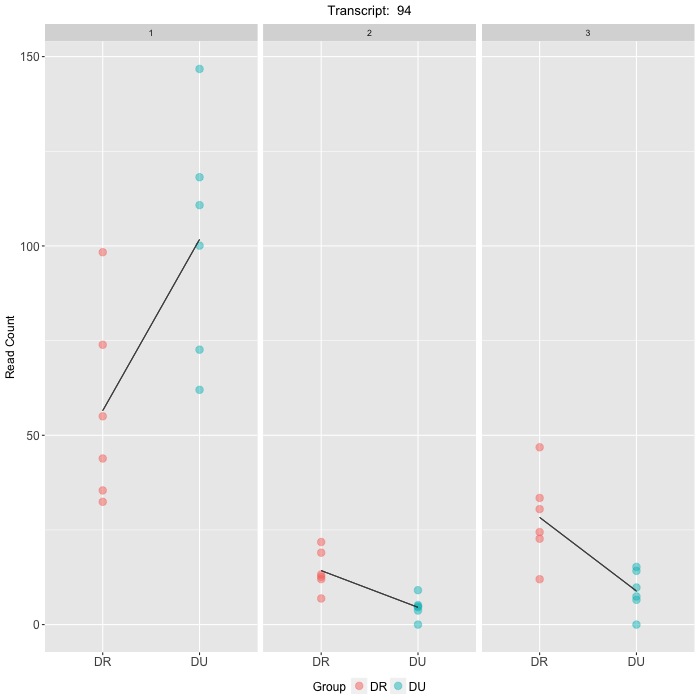 Transcript: 94
1 2 3
150
100
50
0
Read Count
DR DU DR DU DR DU
Group DR DU